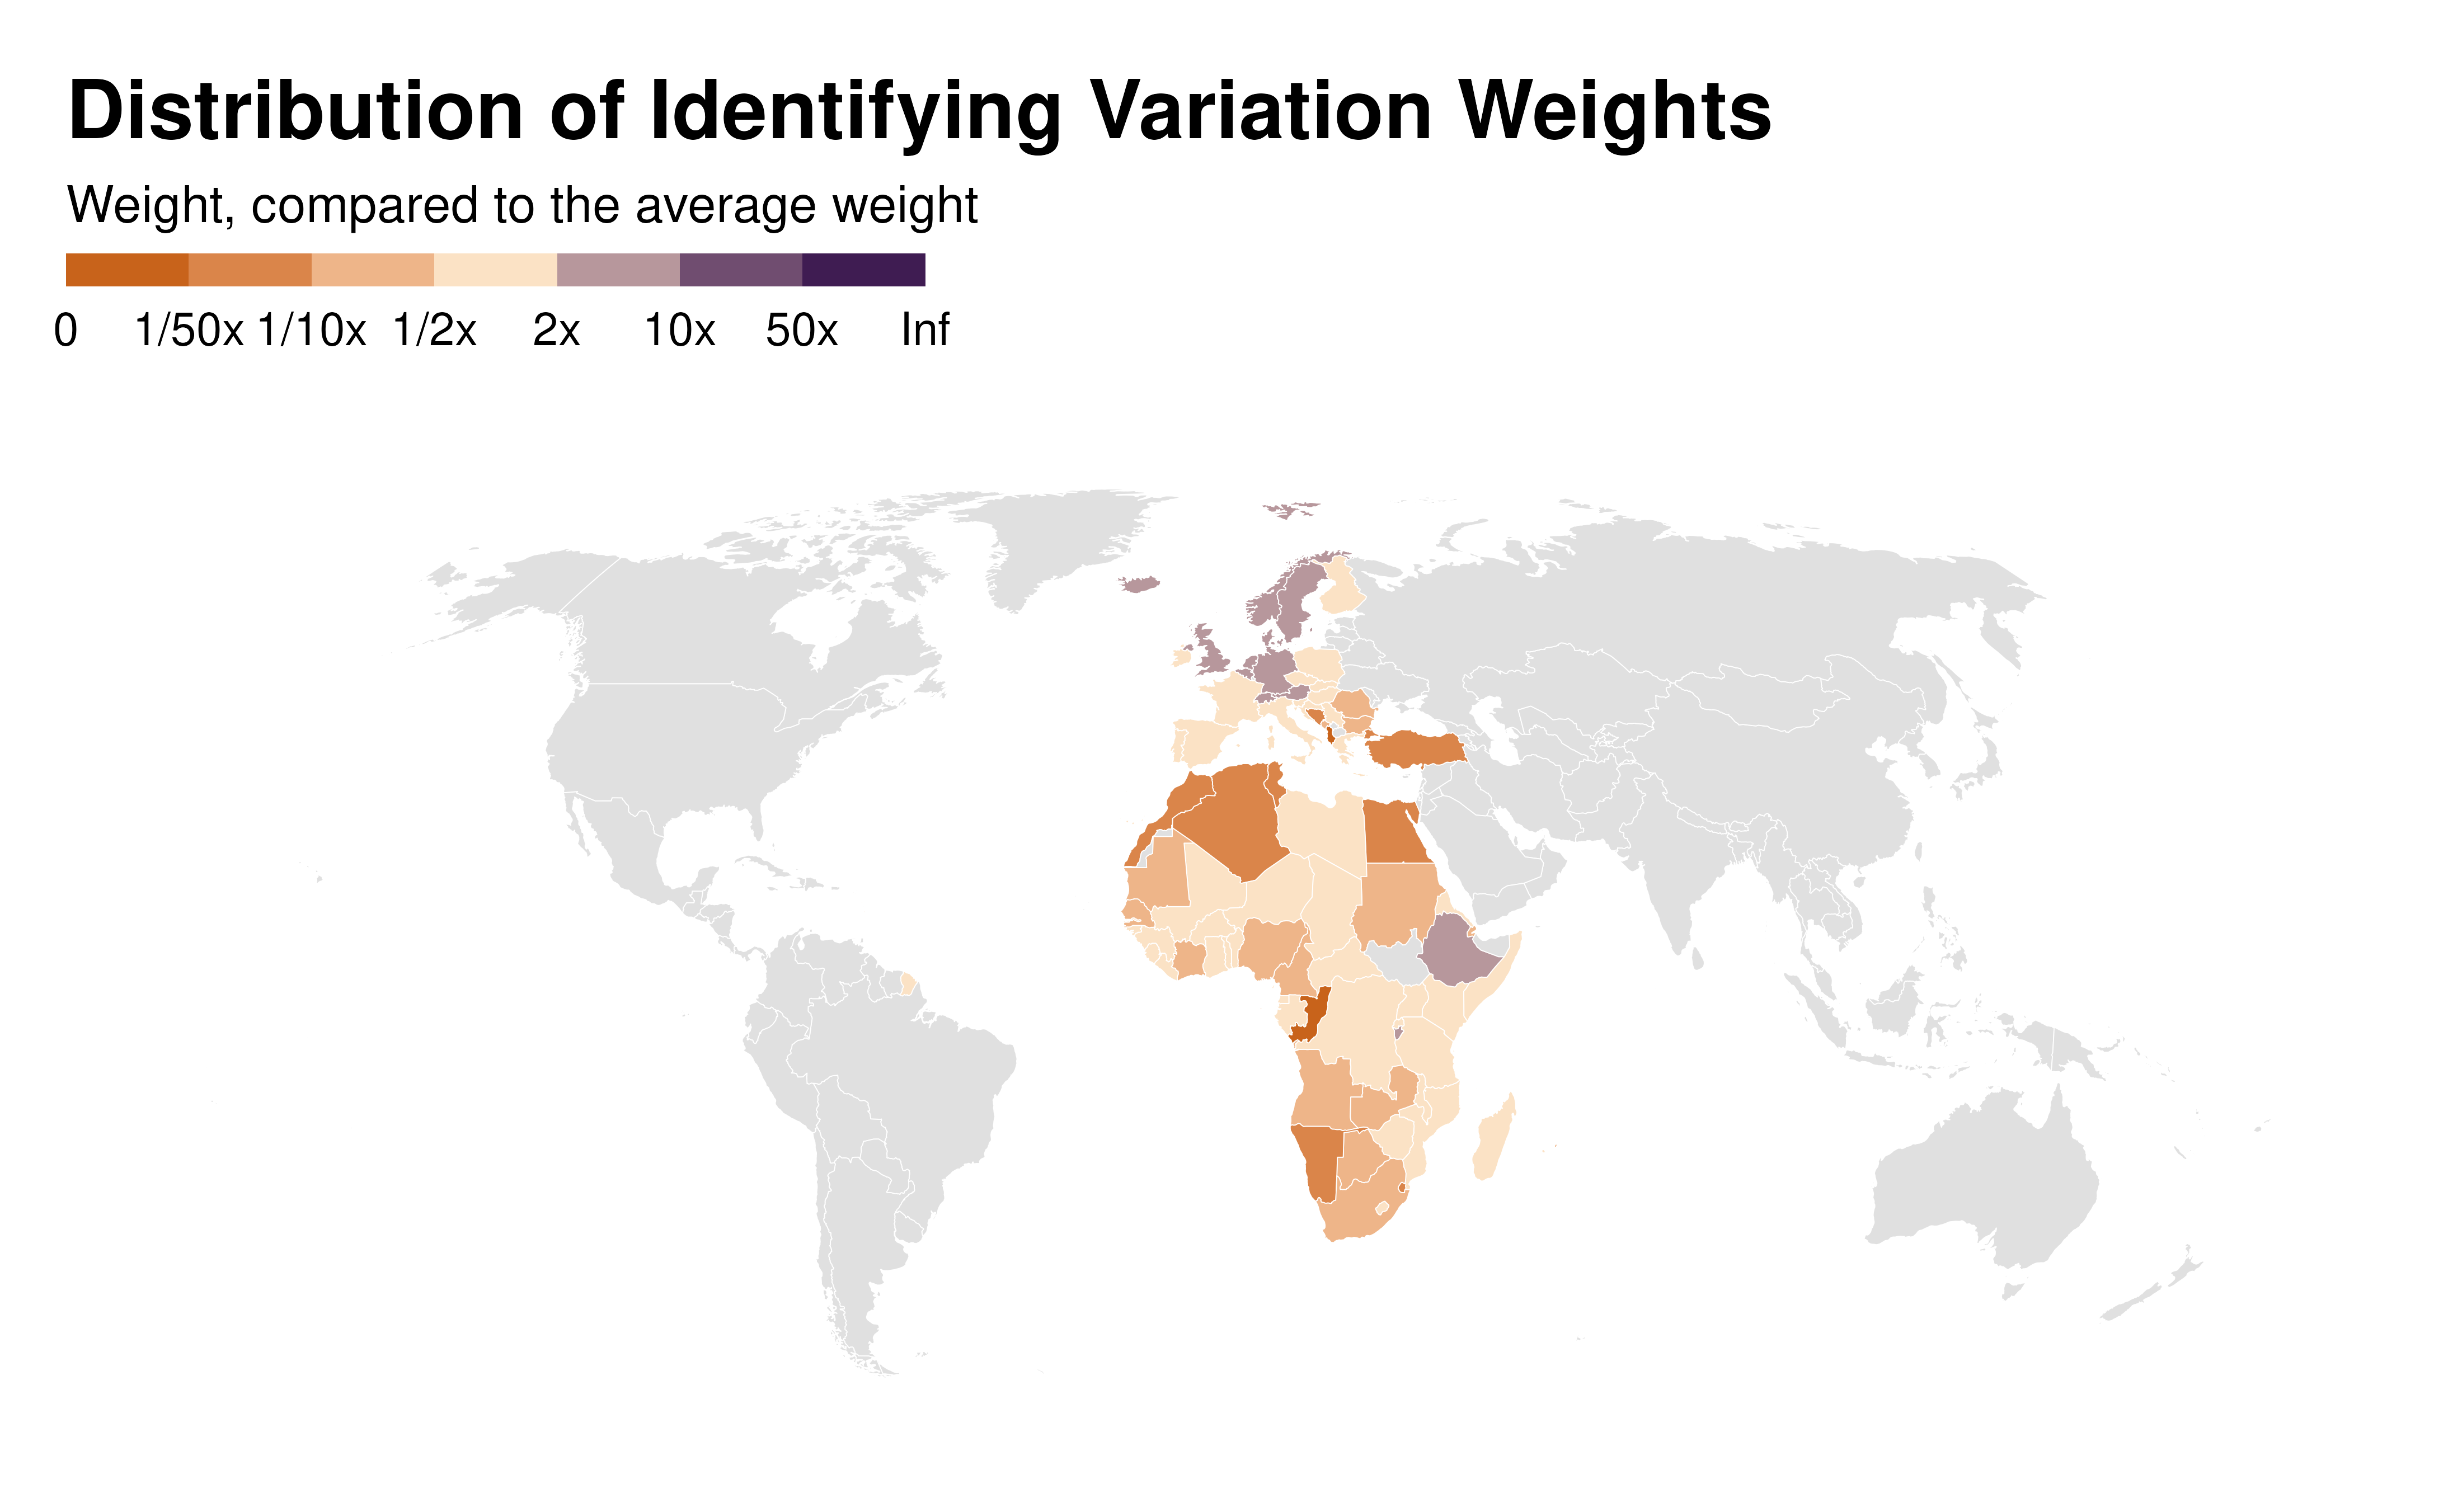 Distribution of Identifying Variation Weights
Weight, compared to the average weight
0 1/50x 1/10x 1/2x 2x 10x 50x Inf